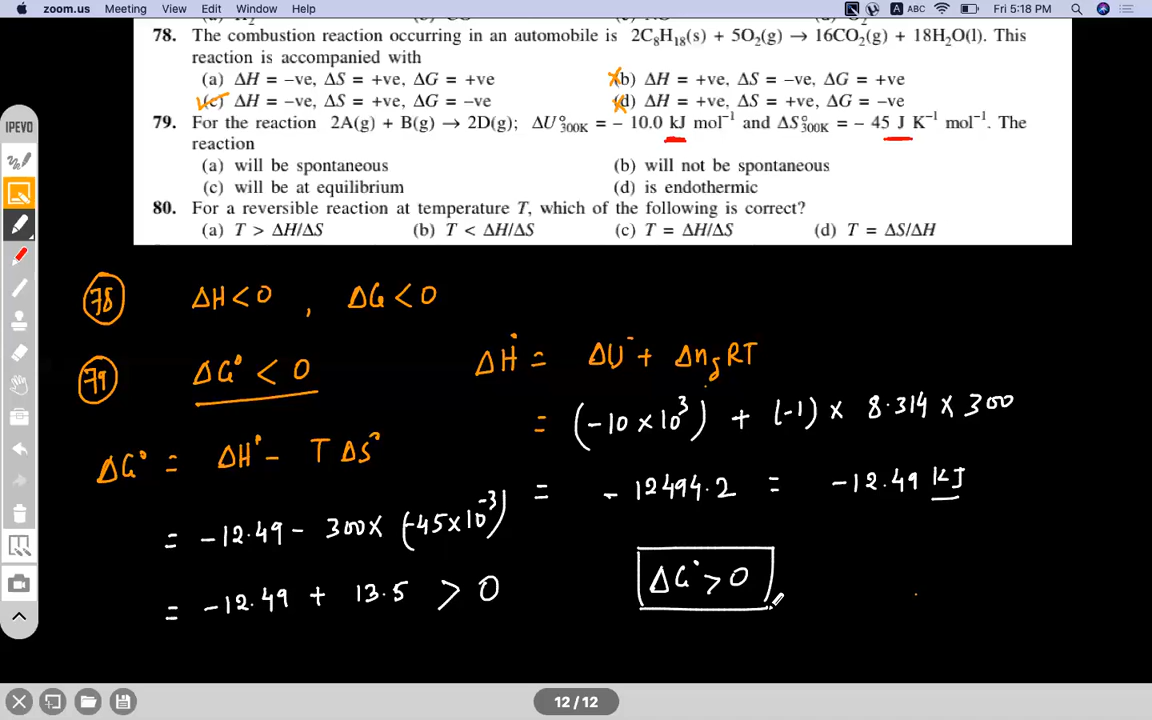 zoom.us Meeting View Edit Window Help A ABC Fri 5:18 PM
78. The combustion reaction occurring in an automobile is 2C₈H₁₈(s) + 5O₂(g) → 16CO₂(g) + 18H₂O(l). This
reaction is accompanied with
(a) ΔH = –ve, ΔS = +ve, ΔG = +ve (b) ΔH = +ve, ΔS = –ve, ΔG = +ve
(c) ΔH = –ve, ΔS = +ve, ΔG = –ve (d) ΔH = +ve, ΔS = +ve, ΔG = –ve
79. For the reaction 2A(g) + B(g) → 2D(g); ΔU°₃₀₀K = – 10.0 kJ mol⁻¹ and ΔS°₃₀₀K = – 45 J K⁻¹ mol⁻¹. The
reaction
(a) will be spontaneous (b) will not be spontaneous
(c) will be at equilibrium (d) is endothermic
80. For a reversible reaction at temperature T, which of the following is correct?
(a) T > ΔH/ΔS (b) T < ΔH/ΔS (c) T = ΔH/ΔS (d) T = ΔS/ΔH
IPEVO
78 ΔH < 0 , ΔG < 0
79 ΔG° < 0
ΔH° = ΔU° + Δn_g RT
= (-10 × 10³) + (-1) × 8.314 × 300
= - 12494.2 = -12.49 KJ
ΔG° = ΔH° - TΔS°
= -12.49 - 300 × (-45×10⁻³)
= -12.49 + 13.5 > 0
ΔG° > 0
12 / 12